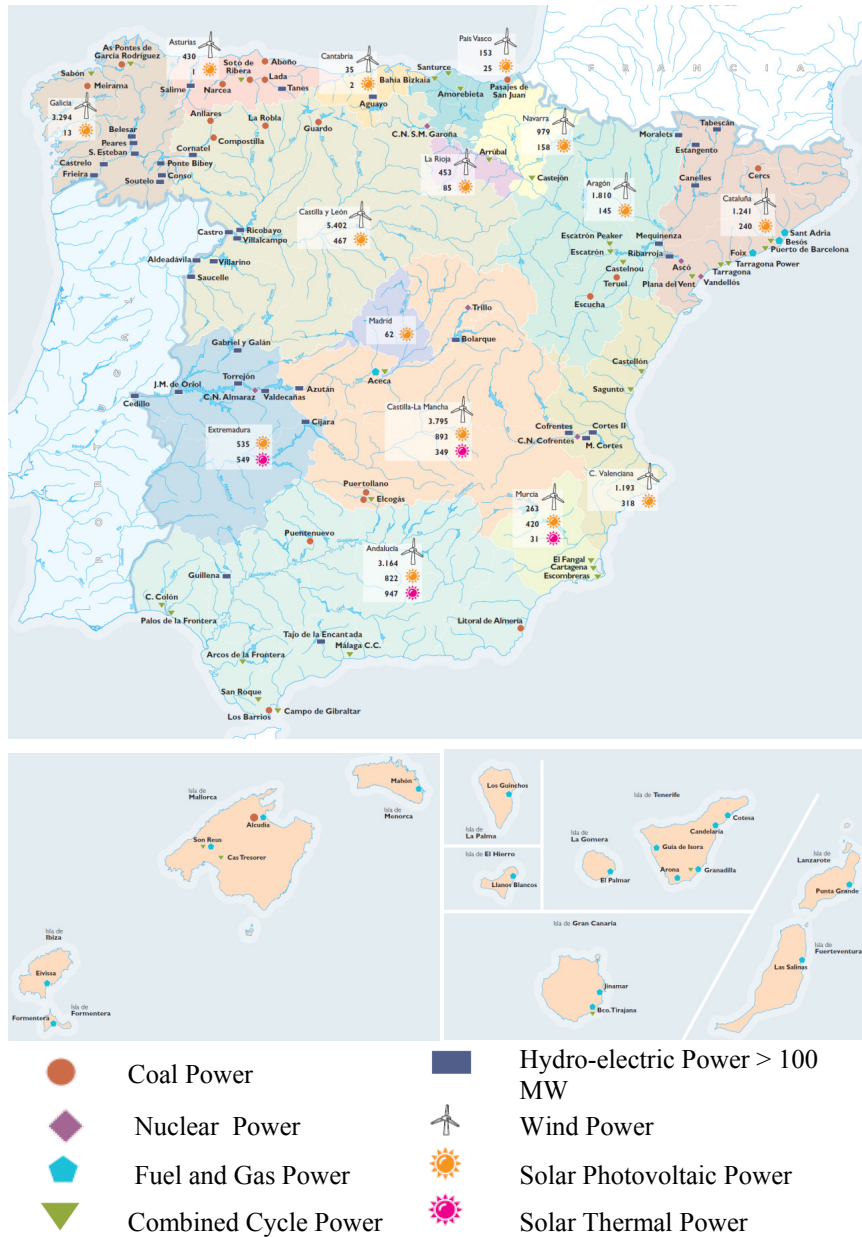 Asturias
430
1
As Pontes de
García Rodríguez
Sabón
Meirama
Galicia
3.294
13
Soto de
Ribera
Aboño
Lada
Narcea
Tanes
Salime
Cantabria
35
2
Bahía Bizkaia
Aguayo
Santurce
Amorebieta
País Vasco
153
25
Pasajes de
San Juan
F R A N C I A
Belesar
Peares
S. Esteban
Castrelo
Frieira
Soutelo
Conso
Ponte Bibey
Cornatel
Anllares
Compostilla
La Robla
Guardo
C.N. S.M. Garoña
Navarra
979
158
La Rioja
453
85
Arrúbal
Castejón
Moralets
Tabescán
Estangento
Canelles
Cercs
Aragón
1.810
145
Cataluña
1.241
240
Sant Adria
Besós
Puerto de Barcelona
Foix
Tarragona Power
Tarragona
Vandellós
Ascó
Plana del Vent
Mequinenza
Ribarroja
Escatrón Peaker
Escatrón
Castelnou
Teruel
Escucha
Castilla y León
5.402
467
Castro
Ricobayo
Villalcampo
Aldeadávila
Villarino
Saucelle
P O R T U G A L
Madrid
62
Trillo
Bolarque
Aceca
Gabriel y Galán
Torrejón
J.M. de Oriol
Cedillo
C.N. Almaraz
Valdecañas
Azután
Cijara
Extremadura
535
549
Castilla-La Mancha
3.795
893
349
Castellón
Sagunto
Cofrentes
Cortes II
C.N. Cofrentes
M. Cortes
C. Valenciana
1.193
318
Murcia
263
420
31
El Fangal
Cartagena
Escombreras
Puertollano
Elcogás
Puentenuevo
Andalucía
3.164
822
947
Guillena
C. Colón
Palos de la Frontera
Tajo de la Encantada
Málaga C.C.
Arcos de la Frontera
Litoral de Almería
San Roque
Los Barrios
Campo de Gibraltar
Isla de
Mallorca
Alcudia
Son Reus
Cas Tresorer
Mahón
Isla de
Menorca
Isla de
Ibiza
Eivissa
Isla de
Formentera
Formentera
Los Guinchos
Isla de
La Palma
Isla de El Hierro
Llanos Blancos
Isla de Tenerife
Isla de
La Gomera
El Palmar
Cotesa
Candelaria
Guia de Isora
Arona
Granadilla
Isla de
Lanzarote
Punta Grande
Isla de Gran Canaria
Jinamar
Bco.Tirajana
Isla de
Fuerteventura
Las Salinas
Coal Power
Hydro-electric Power > 100
MW
Nuclear Power
Wind Power
Fuel and Gas Power
Solar Photovoltaic Power
Combined Cycle Power
Solar Thermal Power